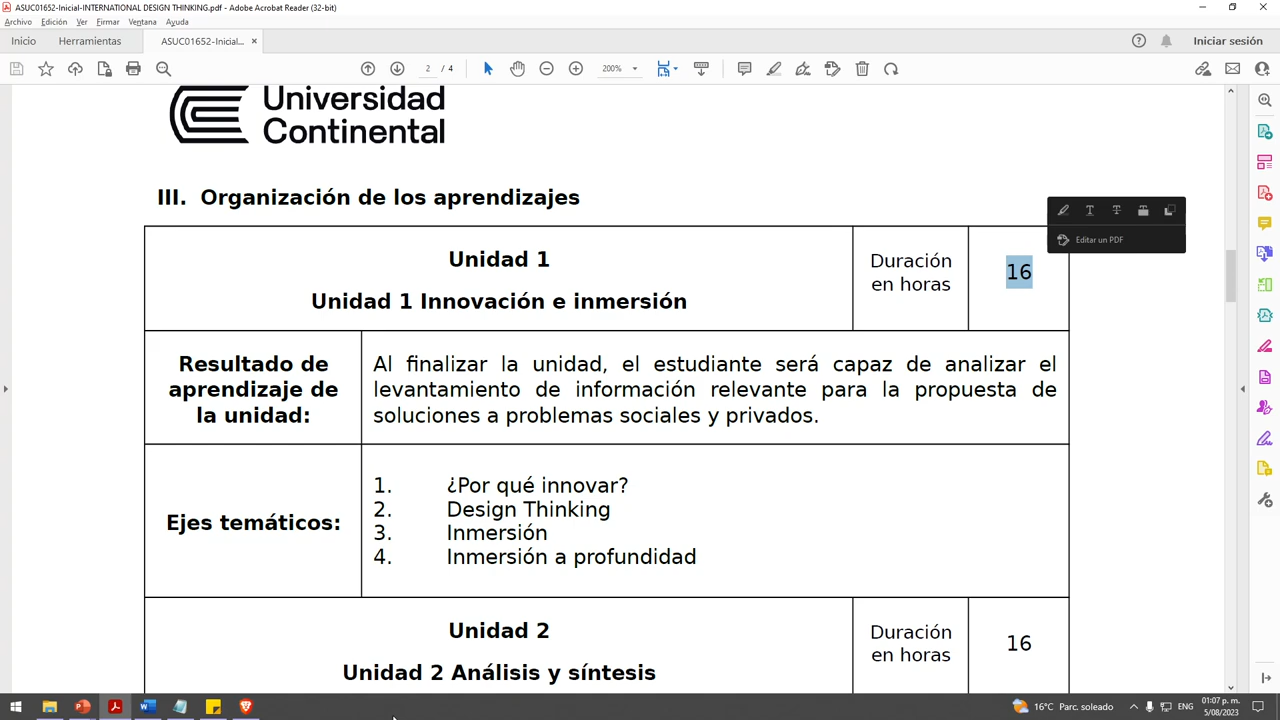 ASUC01652-Inicial-INTERNATIONAL DESIGN THINKING.pdf - Adobe Acrobat Reader (32-bit)
Archivo Edición Ver Firmar Ventana Ayuda
Inicio Herramientas ASUC01652-Inicial... × Iniciar sesión
2 / 4 200%
Universidad
Continental
III. Organización de los aprendizajes
Editar un PDF
Unidad 1
Unidad 1 Innovación e inmersión
Duración
en horas
16
Resultado de
aprendizaje de
la unidad:
Al finalizar la unidad, el estudiante será capaz de analizar el
levantamiento de información relevante para la propuesta de
soluciones a problemas sociales y privados.
Ejes temáticos:
1. ¿Por qué innovar?
2. Design Thinking
3. Inmersión
4. Inmersión a profundidad
Unidad 2
Unidad 2 Análisis y síntesis
Duración
en horas
16
16°C Parc. soleado ENG 01:07 p. m.
5/08/2023